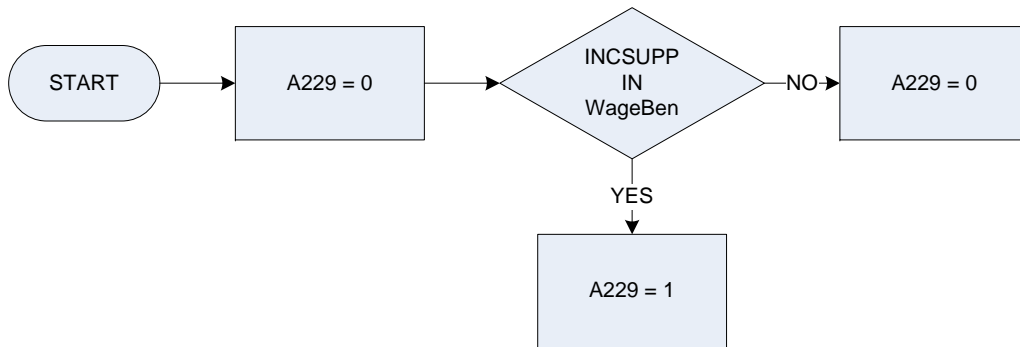 START
A229 = 0
INCSUPP
IN
WageBen
NO
A229 = 0
YES
A229 = 1